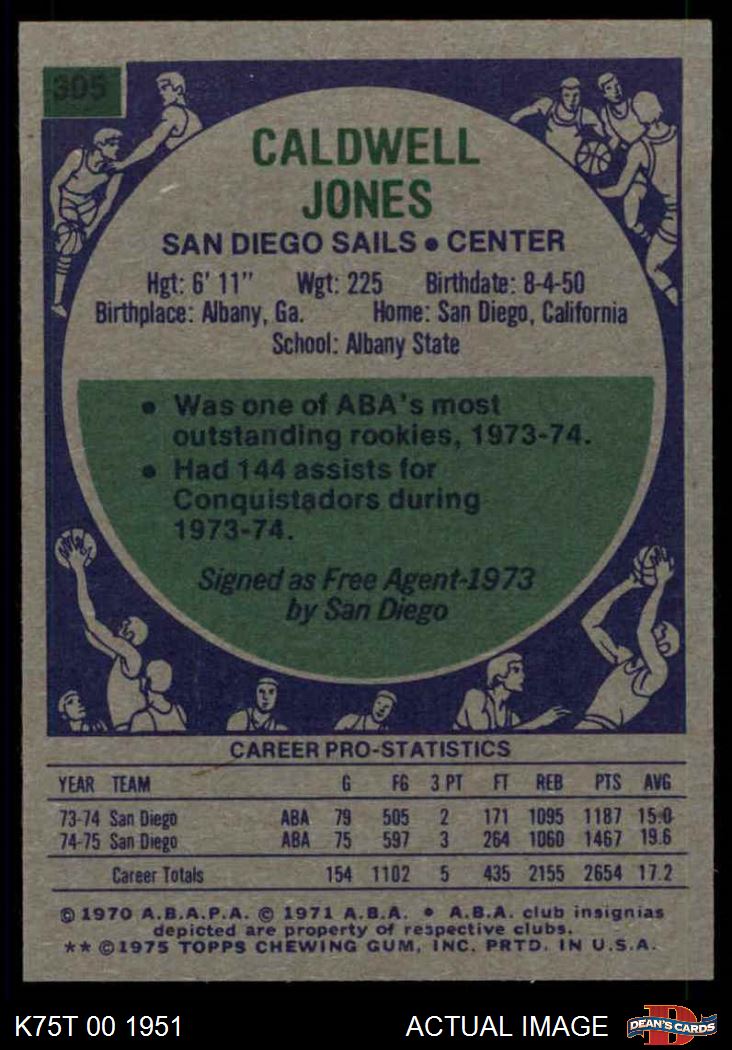 305
CALDWELL
JONES
SAN DIEGO SAILS • CENTER
Hgt: 6' 11" Wgt: 225 Birthdate: 8-4-50
Birthplace: Albany, Ga. Home: San Diego, California
School: Albany State
• Was one of ABA's most
outstanding rookies, 1973-74.
• Had 144 assists for
Conquistadors during
1973-74.
Signed as Free Agent-1973
by San Diego
CAREER PRO-STATISTICS
YEAR TEAM G FG 3 PT FT REB PTS AVG
73-74 San Diego ABA 79 505 2 171 1095 1187 15.0
74-75 San Diego ABA 75 597 3 264 1060 1467 19.6
Career Totals 154 1102 5 435 2155 2654 17.2
© 1970 A.B.A.P.A. © 1971 A.B.A. • A.B.A. club insignias
depicted are property of respective clubs.
** © 1975 TOPPS CHEWING GUM, INC. PRTD. IN U.S.A.
K75T 00 1951 ACTUAL IMAGE D DEAN'S CARDS
.COM